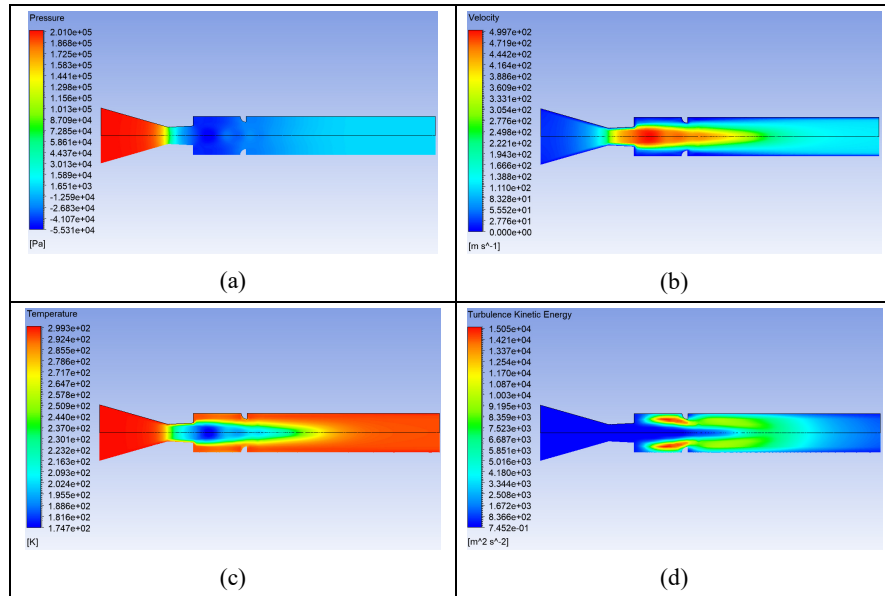 Pressure
2.010e+05
1.868e+05
1.725e+05
1.583e+05
1.441e+05
1.298e+05
1.156e+05
1.013e+05
8.709e+04
7.285e+04
5.861e+04
4.437e+04
3.013e+04
1.589e+04
1.651e+03
-1.259e+04
-2.683e+04
-4.107e+04
-5.531e+04
[Pa]
(a)
Velocity
4.997e+02
4.719e+02
4.442e+02
4.164e+02
3.886e+02
3.609e+02
3.331e+02
3.054e+02
2.776e+02
2.498e+02
2.221e+02
1.943e+02
1.666e+02
1.388e+02
1.110e+02
8.328e+01
5.552e+01
2.776e+01
0.000e+00
[m s^-1]
(b)
Temperature
2.993e+02
2.924e+02
2.855e+02
2.786e+02
2.717e+02
2.647e+02
2.578e+02
2.509e+02
2.440e+02
2.370e+02
2.301e+02
2.232e+02
2.163e+02
2.093e+02
2.024e+02
1.955e+02
1.886e+02
1.816e+02
1.747e+02
[K]
(c)
Turbulence Kinetic Energy
1.505e+04
1.421e+04
1.337e+04
1.254e+04
1.170e+04
1.087e+04
1.003e+04
9.195e+03
8.359e+03
7.523e+03
6.687e+03
5.851e+03
5.016e+03
4.180e+03
3.344e+03
2.508e+03
1.672e+03
8.366e+02
7.452e-01
[m^2 s^-2]
(d)